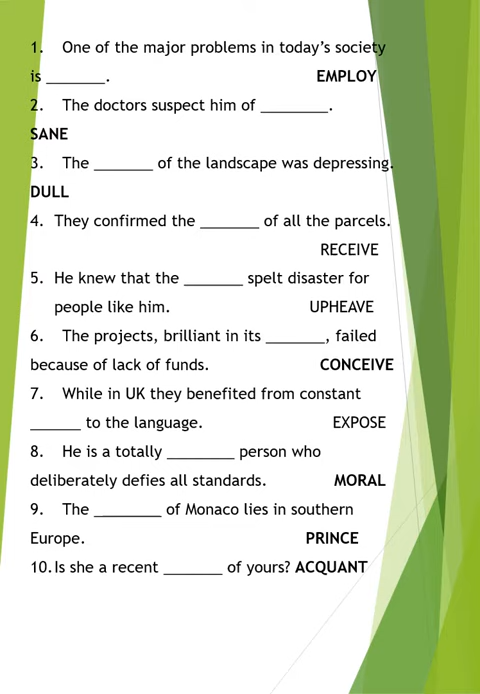 1. One of the major problems in today's society
is _______. EMPLOY
2. The doctors suspect him of ________.
SANE
3. The _______ of the landscape was depressing.
DULL
4. They confirmed the _______ of all the parcels.
RECEIVE
5. He knew that the _______ spelt disaster for
people like him. UPHEAVE
6. The projects, brilliant in its _______, failed
because of lack of funds. CONCEIVE
7. While in UK they benefited from constant
______ to the language. EXPOSE
8. He is a totally ________ person who
deliberately defies all standards. MORAL
9. The ________ of Monaco lies in southern
Europe. PRINCE
10. Is she a recent _______ of yours? ACQUANT